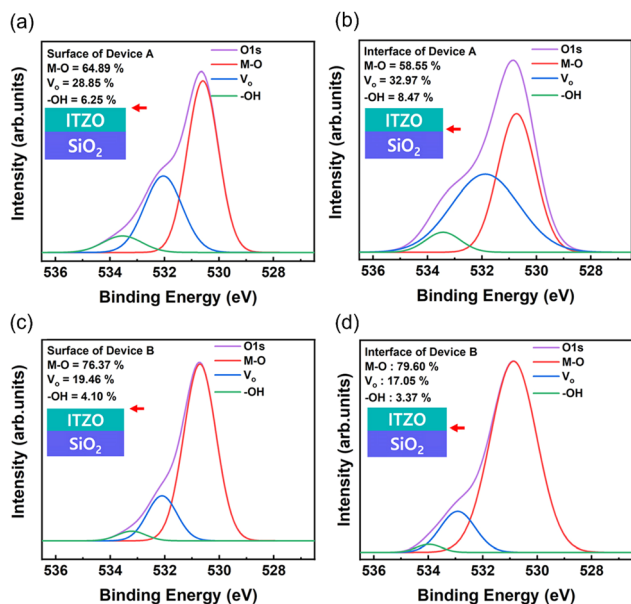 (a)
Surface of Device A
M-O = 64.89 %
Vo = 28.85 %
-OH = 6.25 %
O1s
M-O
Vo
-OH
ITZO
SiO2
Intensity (arb.units)
536 534 532 530 528
Binding Energy (eV)
(b)
Interface of Device A
M-O = 58.55 %
Vo = 32.97 %
-OH = 8.47 %
O1s
M-O
Vo
-OH
ITZO
SiO2
Intensity (arb.units)
536 534 532 530 528
Binding Energy (eV)
(c)
Surface of Device B
M-O = 76.37 %
Vo = 19.46 %
-OH = 4.10 %
O1s
M-O
Vo
-OH
ITZO
SiO2
Intensity (arb.units)
536 534 532 530 528
Binding Energy (eV)
(d)
Interface of Device B
M-O : 79.60 %
Vo : 17.05 %
-OH : 3.37 %
O1s
M-O
Vo
-OH
ITZO
SiO2
Intensity (arb.units)
536 534 532 530 528
Binding Energy (eV)